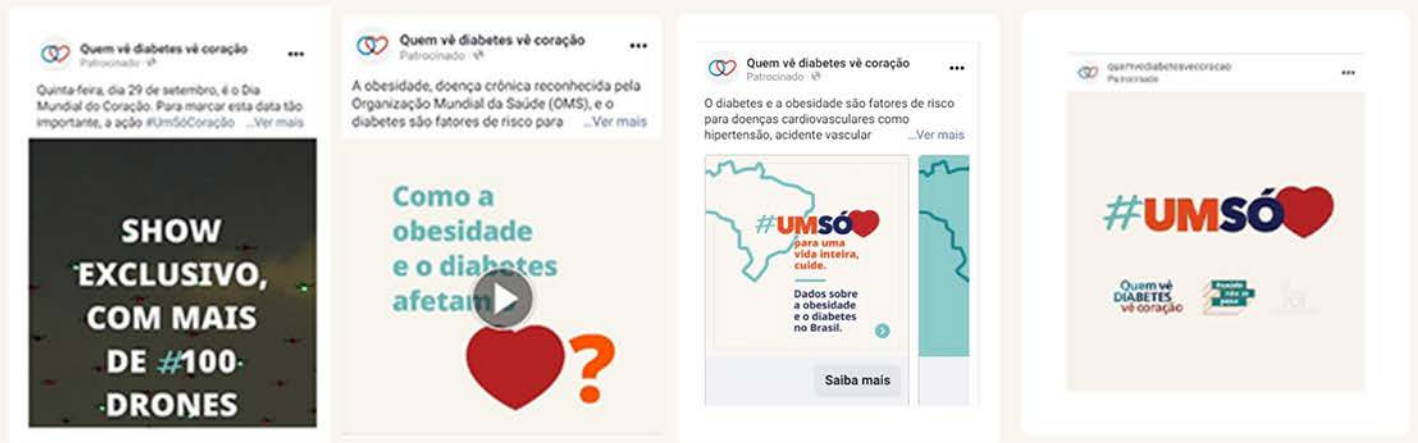 Quem vê diabetes vê coração
Patrocinado
Quinta-feira, dia 29 de setembro, é o Dia
Mundial do Coração. Para marcar esta data tão
importante, a ação #UmSóCoração ...Ver mais
SHOW
EXCLUSIVO,
COM MAIS
DE #100
DRONES
Quem vê diabetes vê coração
Patrocinado
A obesidade, doença crônica reconhecida pela
Organização Mundial da Saúde (OMS), e o
diabetes são fatores de risco para ...Ver mais
Como a
obesidade
e o diabetes
afetam
?
Quem vê diabetes vê coração
Patrocinado
O diabetes e a obesidade são fatores de risco
para doenças cardiovasculares como
hipertensão, acidente vascular ...Ver mais
#UMSÓ
para uma
vida inteira,
cuide.
Dados sobre
a obesidade
e o diabetes
no Brasil.
Saiba mais
quemvediabetesvecoracao
Patrocinado
#UMSÓ
Quem vê
DIABETES
vê coração